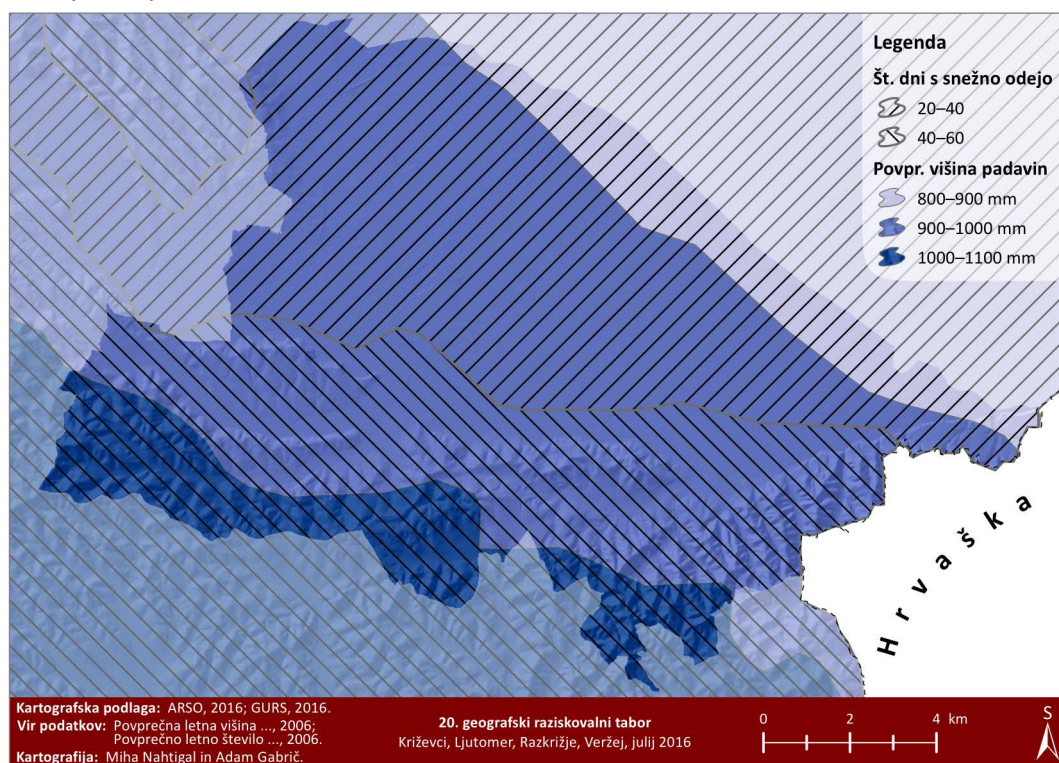 Legenda
Št. dni s snežno odejo
20–40
40–60
Povpr. višina padavin
800–900 mm
900–1000 mm
1000–1100 mm
Hrvaška
Kartografska podlaga: ARSO, 2016; GURS, 2016.
Vir podatkov: Povprečna letna višina ..., 2006;
Povprečno letno število ..., 2006.
Kartografija: Miha Nahtigal in Adam Gabrič.
20. geografski raziskovalni tabor
Križevci, Ljutomer, Razkrižje, Veržej, julij 2016
0 2 4 km
S